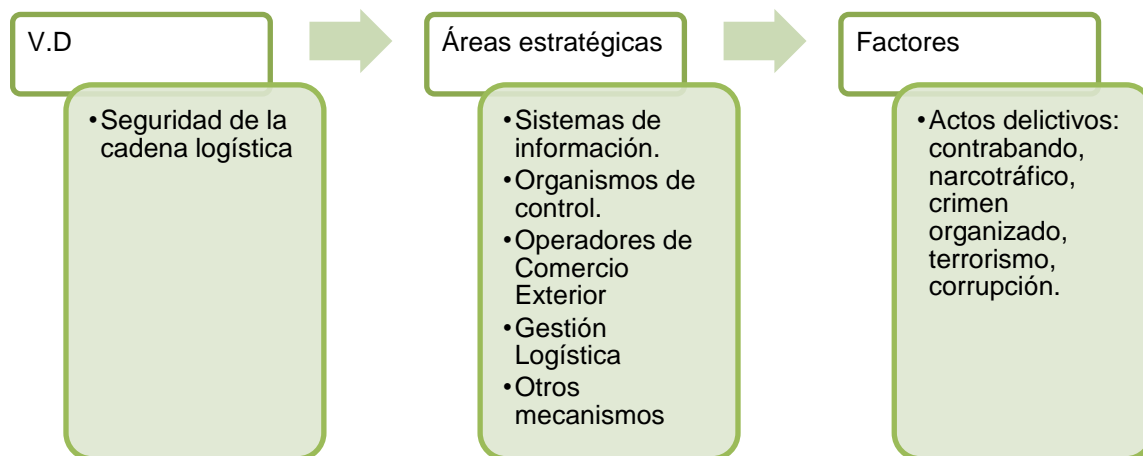 V.D
•Seguridad de la
cadena logística
Áreas estratégicas
•Sistemas de
información.
•Organismos de
control.
•Operadores de
Comercio
Exterior
•Gestión
Logística
•Otros
mecanismos
Factores
•Actos delictivos:
contrabando,
narcotráfico,
crimen
organizado,
terrorismo,
corrupción.